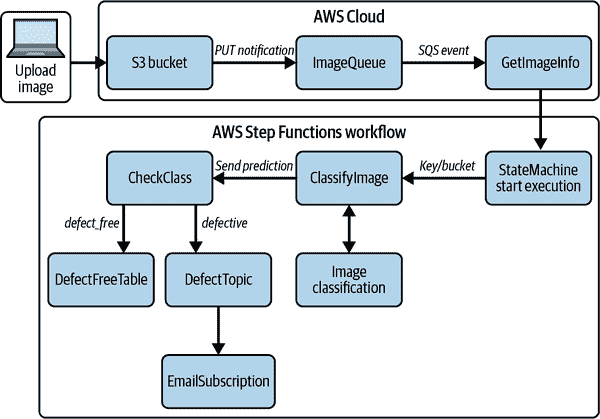 AWS Cloud
Upload
image
S3 bucket
PUT notification
ImageQueue
SQS event
GetImageInfo
AWS Step Functions workflow
CheckClass
Send prediction
ClassifyImage
Key/bucket
StateMachine
start execution
defect_free
defective
DefectFreeTable
DefectTopic
Image
classification
EmailSubscription